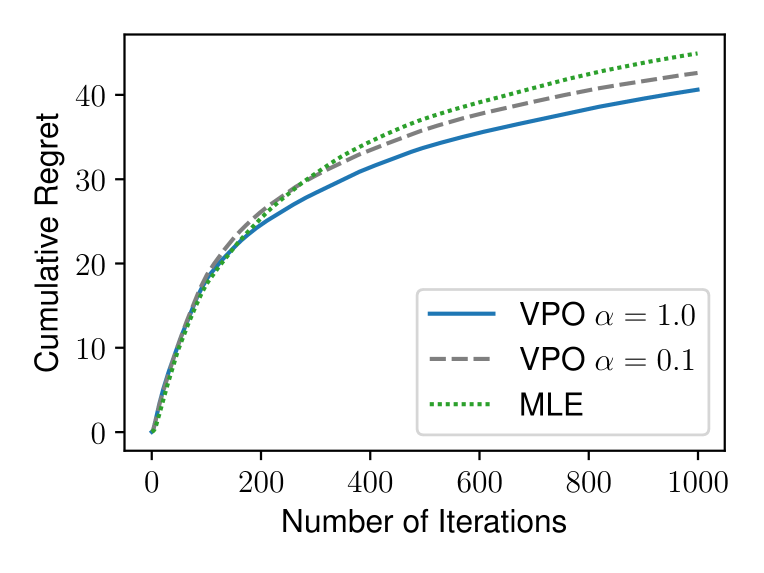 Cumulative Regret
40
30
20
10
0
VPO α = 1.0
VPO α = 0.1
MLE
0 200 400 600 800 1000
Number of Iterations